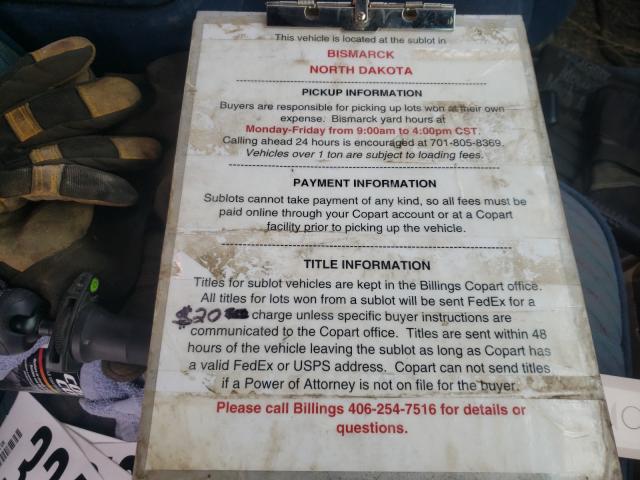 This vehicle is located at the sublot in
BISMARCK
NORTH DAKOTA
PICKUP INFORMATION
Buyers are responsible for picking up lots won at their own
expense. Bismarck yard hours at
Monday-Friday from 9:00am to 4:00pm CST.
Calling ahead 24 hours is encouraged at 701-805-8369.
Vehicles over 1 ton are subject to loading fees.
PAYMENT INFORMATION
Sublots cannot take payment of any kind, so all fees must be
paid online through your Copart account or at a Copart
facility prior to picking up the vehicle.
TITLE INFORMATION
Titles for sublot vehicles are kept in the Billings Copart office.
All titles for lots won from a sublot will be sent FedEx for a
$20 charge unless specific buyer instructions are
communicated to the Copart office. Titles are sent within 48
hours of the vehicle leaving the sublot as long as Copart has
a valid FedEx or USPS address. Copart can not send titles
if a Power of Attorney is not on file for the buyer.
Please call Billings 406-254-7516 for details or
questions.